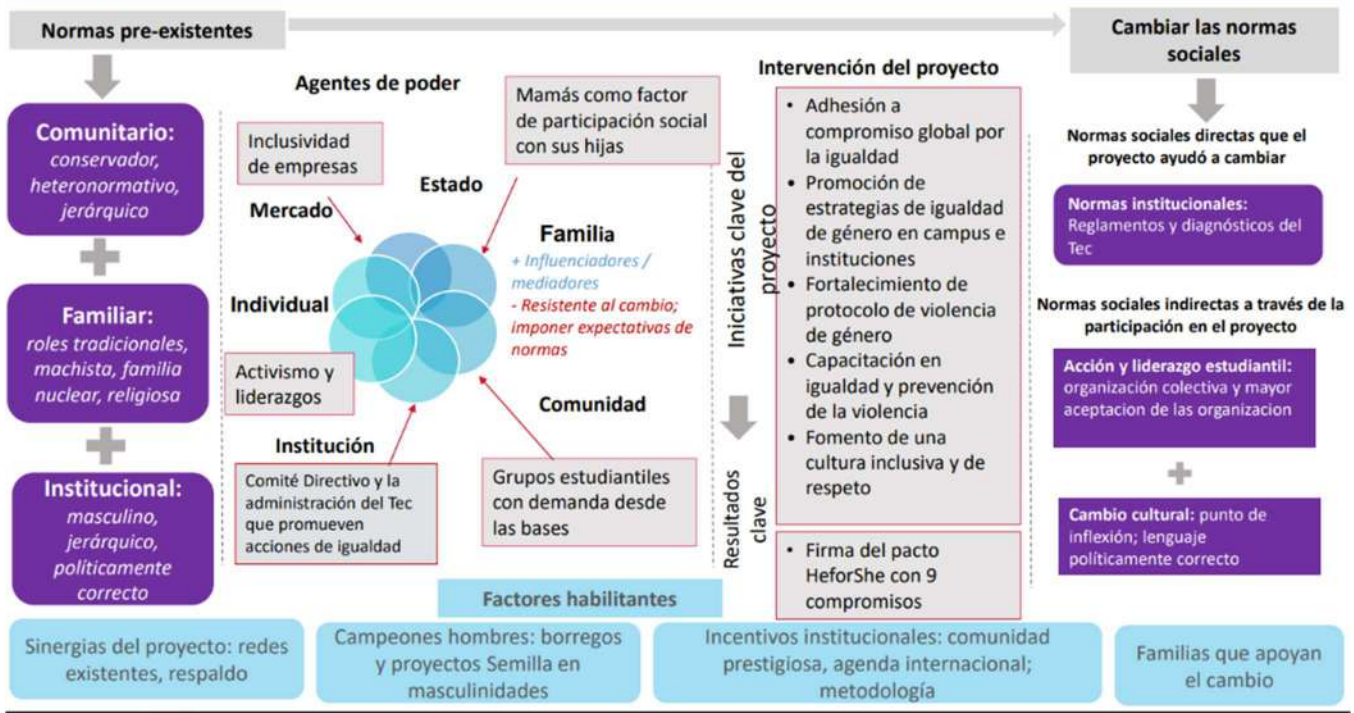 Normas pre-existentes
Comunitario:
conservador,
heteronormativo,
jerárquico
Familiar:
roles tradicionales,
machista, familia
nuclear, religiosa
Institucional:
masculino,
jerárquico,
políticamente
correcto
Agentes de poder
Inclusividad
de empresas
Mercado
Estado
Mamás como factor
de participación social
con sus hijas
Familia
+ Influenciadores /
mediadores
- Resistente al cambio;
imponer expectativas de
normas
Individual
Activismo y
liderazgos
Institución
Comité Directivo y la
administración del Tec
que promueven
acciones de igualdad
Comunidad
Grupos estudiantiles
con demanda desde
las bases
Iniciativas clave del
proyecto
Resultados
clave
Intervención del proyecto
• Adhesión a
compromiso global por
la igualdad
• Promoción de
estrategias de igualdad
de género en campus e
instituciones
• Fortalecimiento de
protocolo de violencia
de género
• Capacitación en
igualdad y prevención
de la violencia
• Fomento de una
cultura inclusiva y de
respeto
• Firma del pacto
HeforShe con 9
compromisos
Cambiar las normas
sociales
Normas sociales directas que el
proyecto ayudó a cambiar
Normas institucionales:
Reglamentos y diagnósticos del
Tec
Normas sociales indirectas a través de la
participación en el proyecto
Acción y liderazgo estudiantil:
organización colectiva y mayor
aceptacion de las organizacion
Cambio cultural: punto de
inflexión; lenguaje
políticamente correcto
Factores habilitantes
Sinergias del proyecto: redes
existentes, respaldo
Campeones hombres: borregos
y proyectos Semilla en
masculinidades
Incentivos institucionales: comunidad
prestigiosa, agenda internacional;
metodología
Familias que apoyan
el cambio